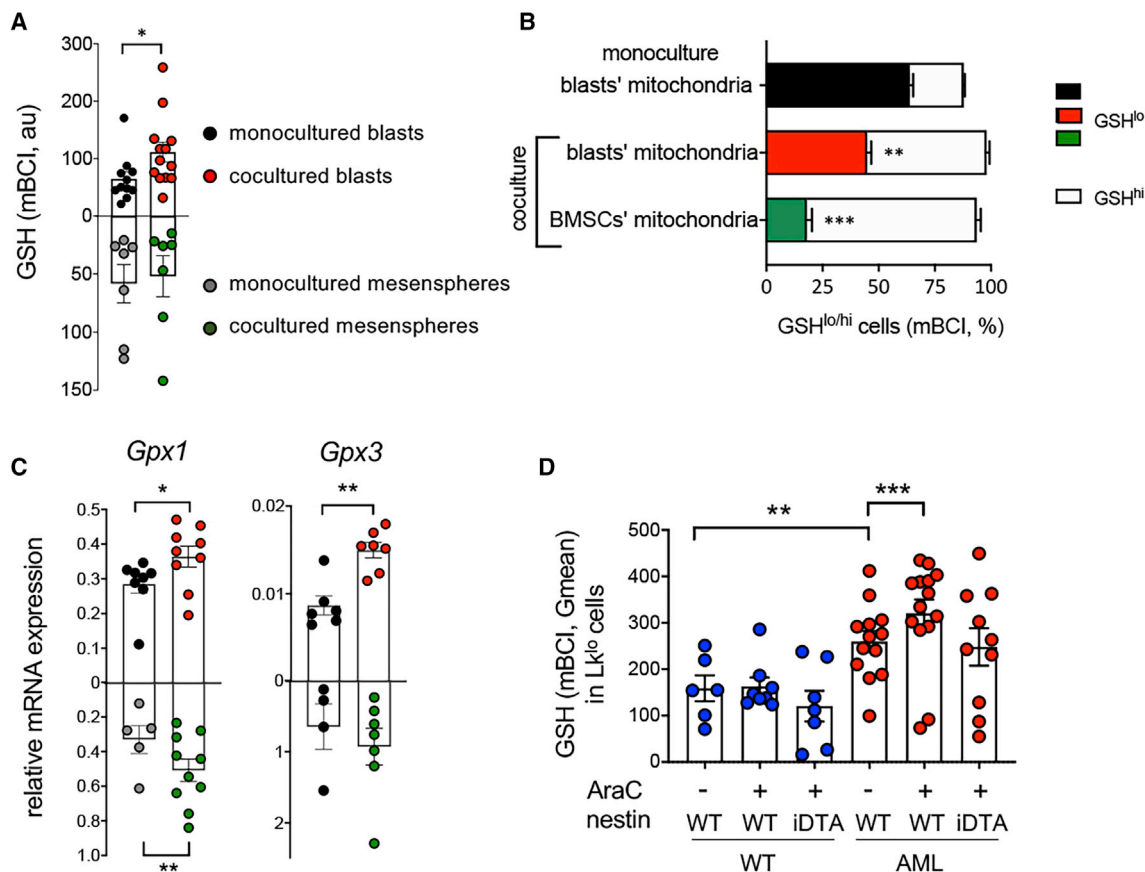 A
300
200
100
0
50
100
150
GSH (mBCI, au)
*
monocultured blasts
cocultured blasts
monocultured mesenspheres
cocultured mesenspheres
B
monoculture
blasts' mitochondria
coculture
blasts' mitochondria
BMSCs' mitochondria
**
***
0 25 50 75 100
GSHlo/hi cells (mBCI, %)
GSHlo
GSHhi
C
Gpx1
Gpx3
relative mRNA expression
0.5
0.4
0.3
0.2
0.1
0
0.2
0.4
0.6
0.8
1.0
*
**
0.02
0.01
0
1
2
**
D
GSH (mBCI, Gmean)
in Lklo cells
500
400
300
200
100
0
**
***
AraC - + + - + +
nestin WT WT iDTA WT WT iDTA
WT AML